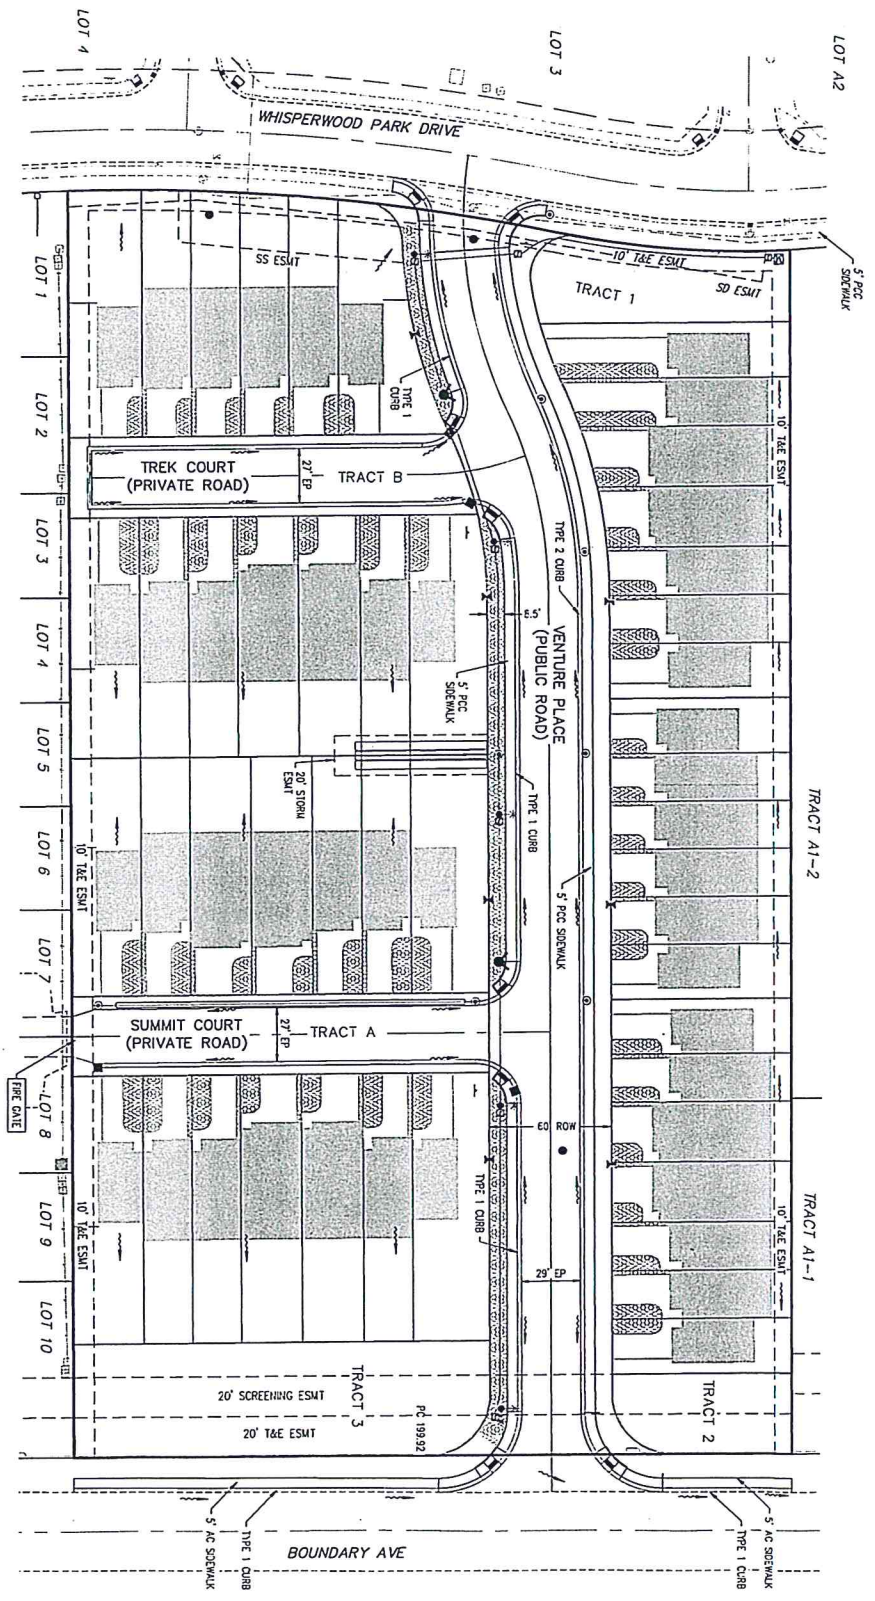 LOT 4
LOT 3
LOT A2
WHISPERWOOD PARK DRIVE
5' PCC
SIDEWALK
SS ESMT
10' T&E ESMT
SD ESMT
TRACT 1
LOT 1
TYPE 1
CURB
10' T&E ESMT
LOT 2
TREK COURT
(PRIVATE ROAD)
27' EP
TRACT B
LOT 3
TYPE 2 CURB
LOT 4
VENTURE PLACE
(PUBLIC ROAD)
5' PCC
SIDEWALK
LOT 5
20' STORM
ESMT
TYPE 1 CURB
TRACT A1-2
LOT 6
10' T&E ESMT
5' PCC SIDEWALK
LOT 7
SUMMIT COURT
(PRIVATE ROAD)
27' EP
TRACT A
FIRE GATE
LOT 8
60' ROW
LOT 9
10' T&E ESMT
TYPE 1 CURB
10' T&E ESMT
TRACT A1-1
29' EP
LOT 10
TRACT 3
20' SCREENING ESMT
20' T&E ESMT
PC 199.92
TRACT 2
5' AC SIDEWALK
TYPE 1 CURB
TYPE 1 CURB
5' AC SIDEWALK
BOUNDARY AVE